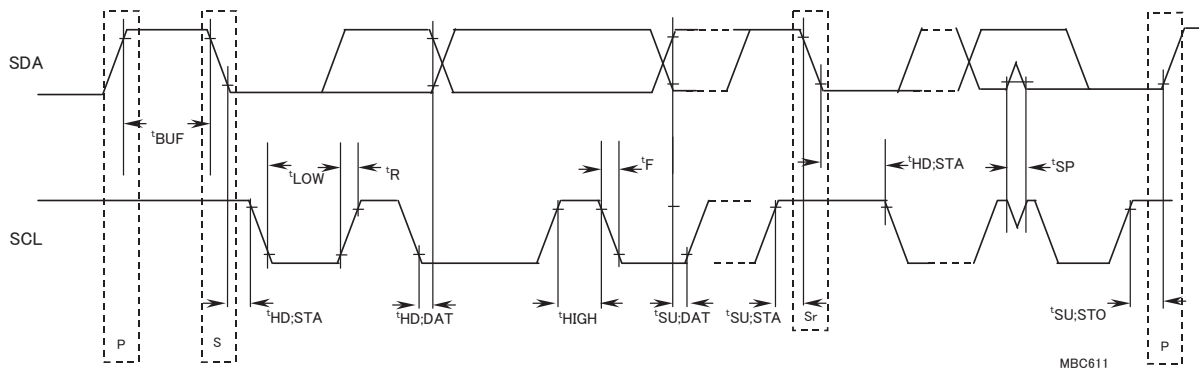 SDA
tBUF
tLOW
tR
tF
tHD;STA
tSP
SCL
tHD;STA
tHD;DAT
tHIGH
tSU;DAT
tSU;STA
Sr
tSU;STO
P
S
P
MBC611